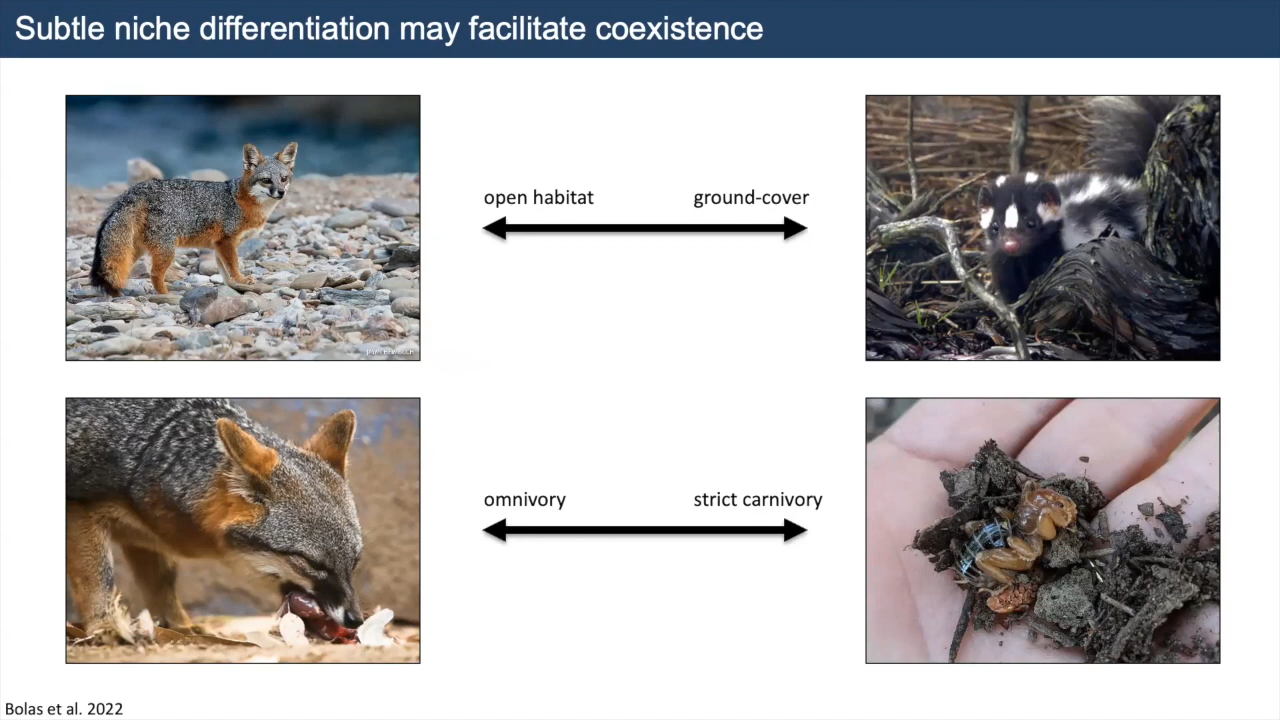 Subtle niche differentiation may facilitate coexistence
open habitat
ground-cover
omnivory
strict carnivory
Bolas et al. 2022